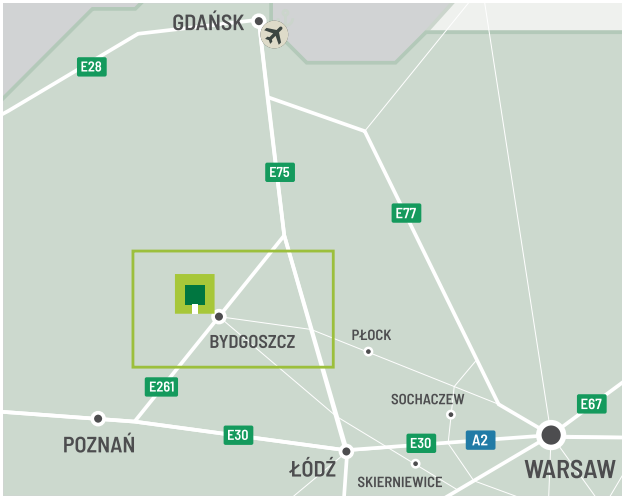 GDAŃSK
E28
E75
E77
BYDGOSZCZ
PŁOCK
E261
SOCHACZEW
E67
POZNAŃ
E30
E30
A2
ŁÓDŹ
SKIERNIEWICE
WARSAW